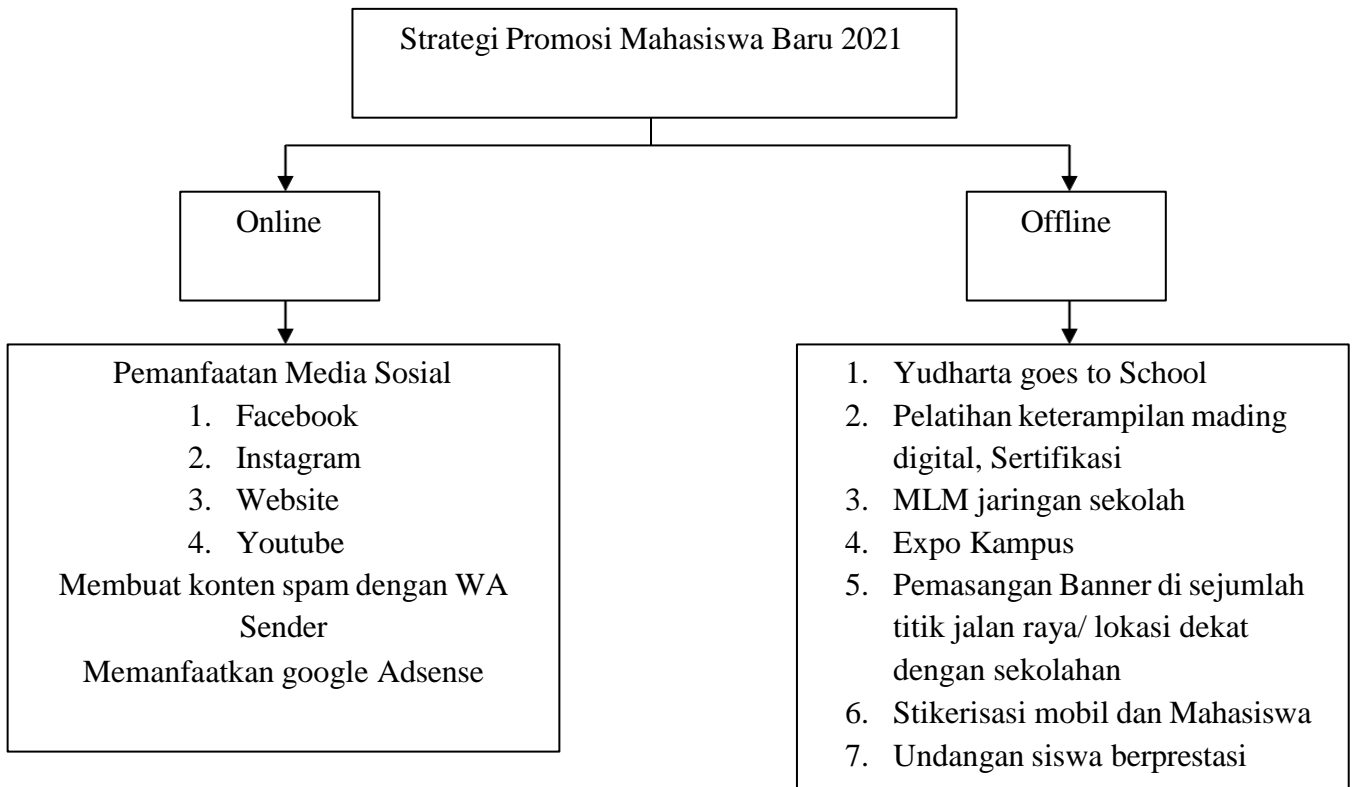 Strategi Promosi Mahasiswa Baru 2021
Online
Offline
Pemanfaatan Media Sosial
1. Facebook
2. Instagram
3. Website
4. Youtube
Membuat konten spam dengan WA
Sender
Memanfaatkan google Adsense
1. Yudharta goes to School
2. Pelatihan keterampilan mading
digital, Sertifikasi
3. MLM jaringan sekolah
4. Expo Kampus
5. Pemasangan Banner di sejumlah
titik jalan raya/ lokasi dekat
dengan sekolahan
6. Stikerisasi mobil dan Mahasiswa
7. Undangan siswa berprestasi